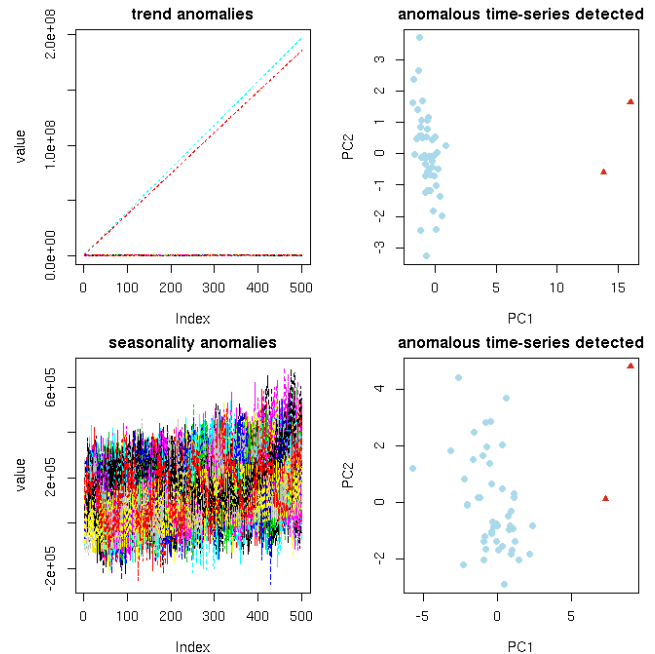 trend anomalies
value
0.0e+00 1.0e+08 2.0e+08
0 100 200 300 400 500
Index
anomalous time-series detected
PC2
-3 -2 -1 0 1 2 3
0 5 10 15
PC1
seasonality anomalies
value
-2e+05 2e+05 6e+05
0 100 200 300 400 500
Index
anomalous time-series detected
PC2
-2 0 2 4
-5 0 5
PC1